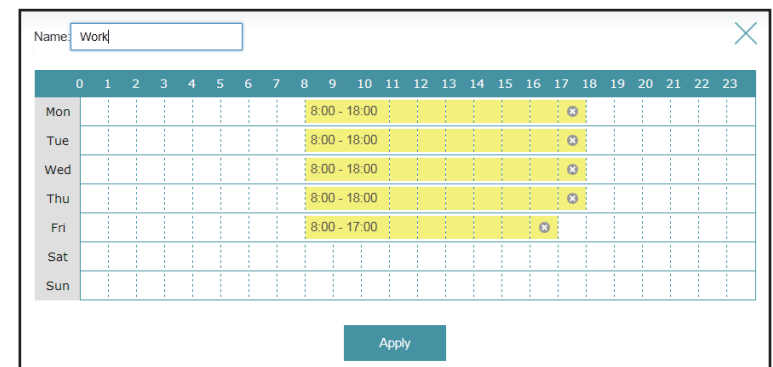 Name: Work
0 1 2 3 4 5 6 7 8 9 10 11 12 13 14 15 16 17 18 19 20 21 22 23
Mon 8:00 - 18:00
Tue 8:00 - 18:00
Wed 8:00 - 18:00
Thu 8:00 - 18:00
Fri 8:00 - 17:00
Sat
Sun
Apply